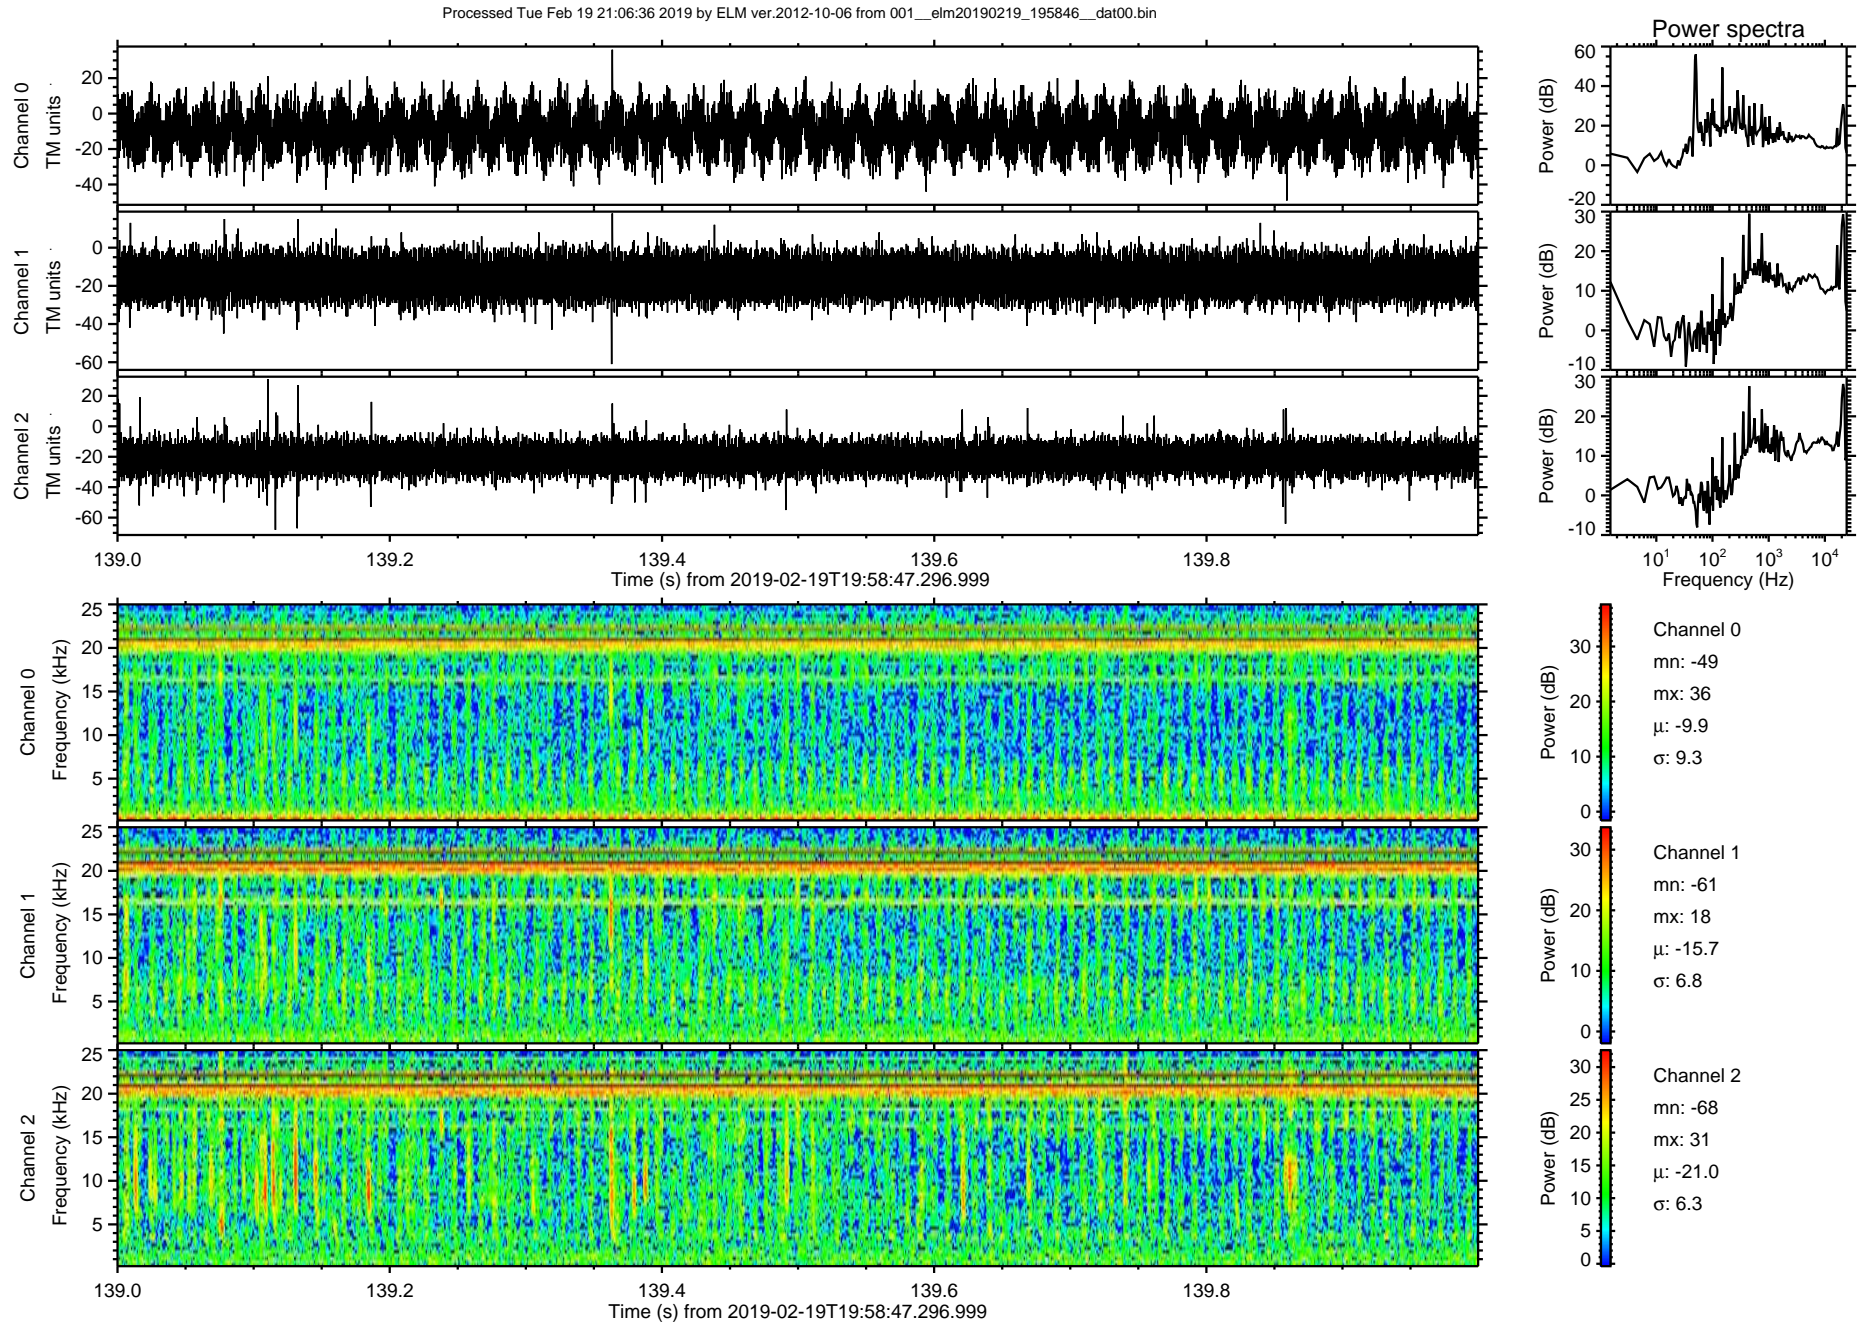 Processed Tue Feb 19 21:06:36 2019 by ELM ver.2012-10-06 from 001__elm20190219_195846__dat00.bin
Power spectra
Channel 0
TM units
20
0
-20
-40
Power (dB)
60
40
20
0
-20
Channel 1
TM units
0
-20
-40
-60
Power (dB)
30
20
10
0
-10
Channel 2
TM units
20
0
-20
-40
-60
Power (dB)
30
20
10
0
-10
139.0 139.2 139.4 139.6 139.8
Time (s) from 2019-02-19T19:58:47.296.999
10^1 10^2 10^3 10^4
Frequency (Hz)
Channel 0
Frequency (kHz)
25
20
15
10
5
Power (dB)
30
20
10
0
Channel 0
mn: -49
mx: 36
μ: -9.9
σ: 9.3
Channel 1
Frequency (kHz)
25
20
15
10
5
Power (dB)
30
20
10
0
Channel 1
mn: -61
mx: 18
μ: -15.7
σ: 6.8
Channel 2
Frequency (kHz)
25
20
15
10
5
Power (dB)
30
25
20
15
10
5
0
Channel 2
mn: -68
mx: 31
μ: -21.0
σ: 6.3
139.0 139.2 139.4 139.6 139.8
Time (s) from 2019-02-19T19:58:47.296.999